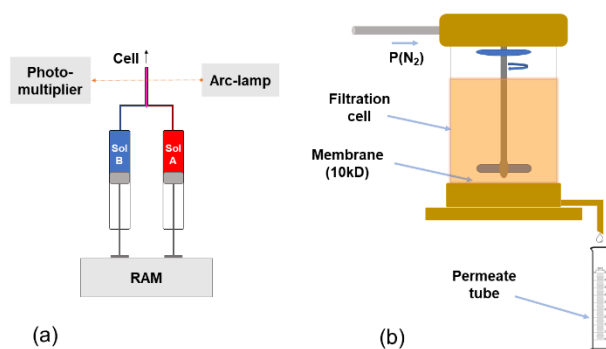 Cell
Photo-
multiplier
Arc-lamp
Sol
B
Sol
A
RAM
(a)
P(N₂)
Filtration
cell
Membrane
(10kD)
Permeate
tube
(b)